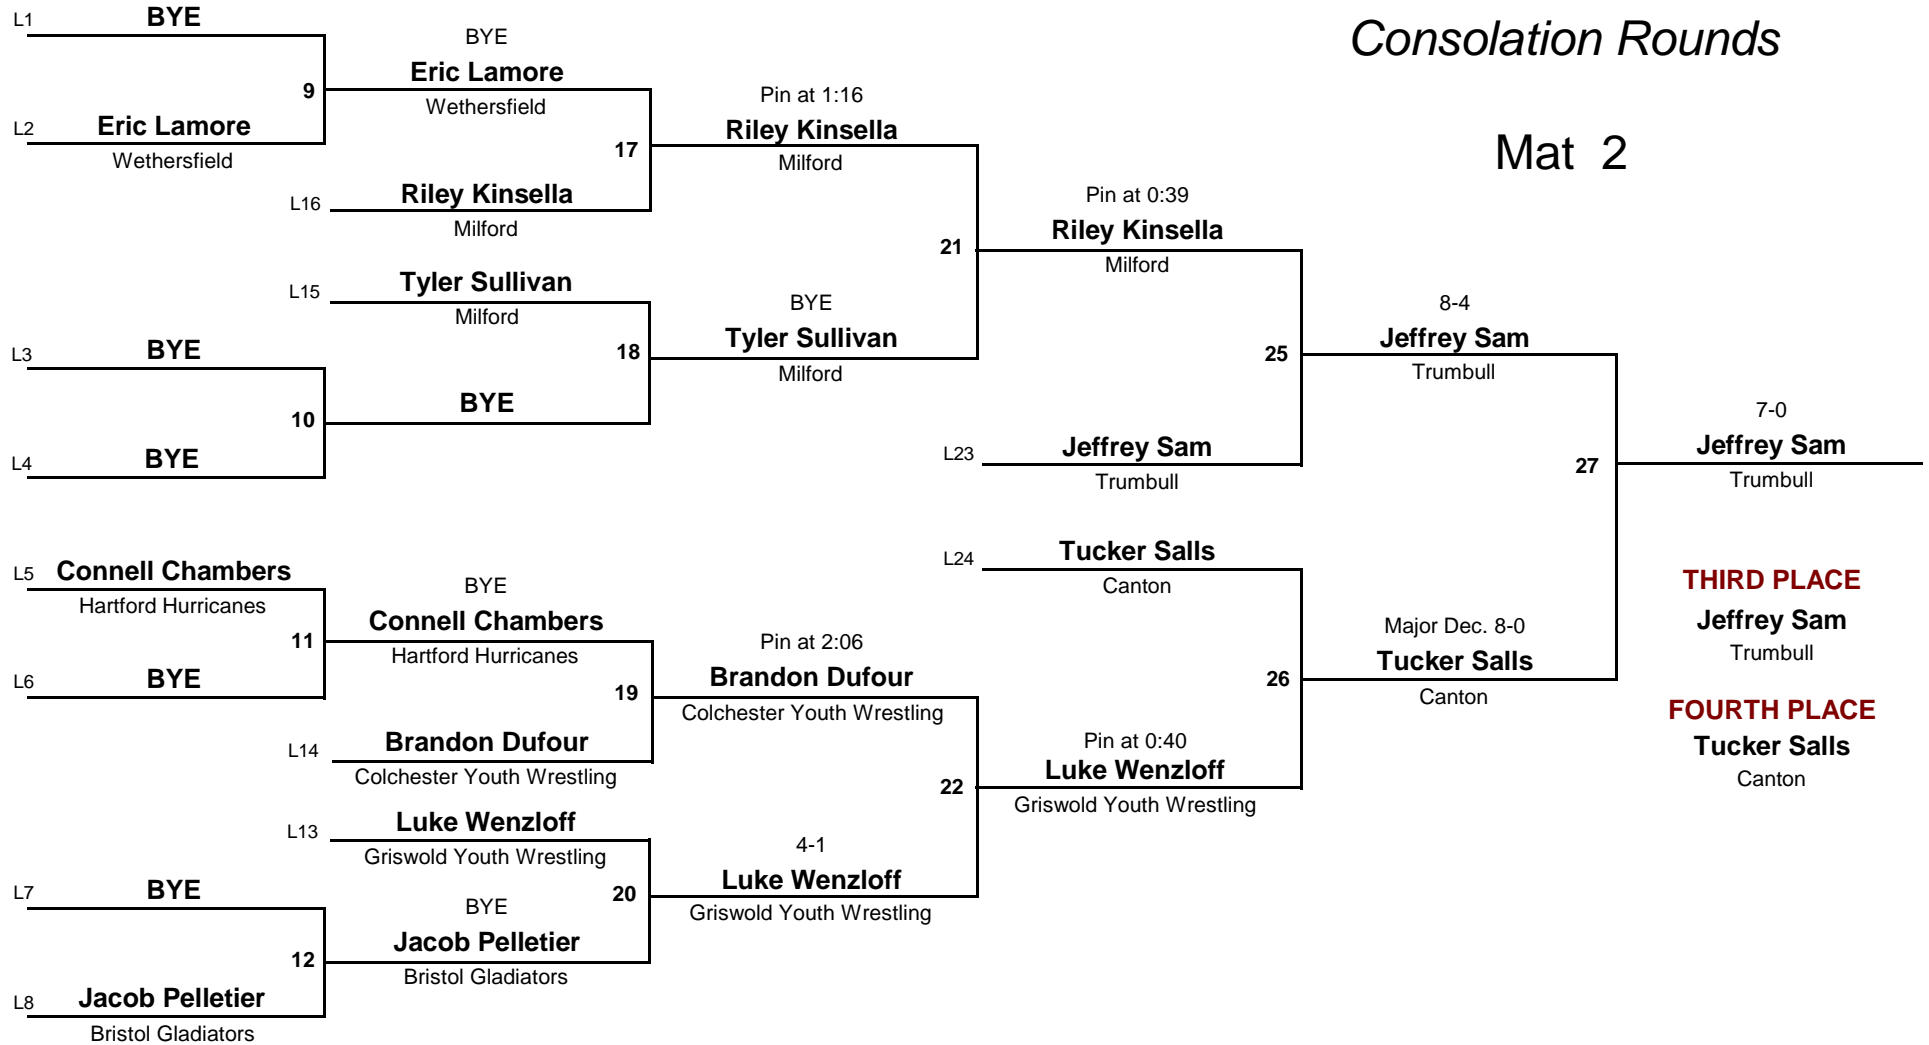 Consolation Rounds
Mat 2
L1
BYE
9
L2
Eric Lamore
Wethersfield
BYE
Eric Lamore
Wethersfield
17
L16
Riley Kinsella
Milford
Pin at 1:16
Riley Kinsella
Milford
21
L15
Tyler Sullivan
Milford
18
L3
BYE
10
L4
BYE
BYE
BYE
Tyler Sullivan
Milford
Pin at 0:39
Riley Kinsella
Milford
25
L23
Jeffrey Sam
Trumbull
8-4
Jeffrey Sam
Trumbull
27
7-0
Jeffrey Sam
Trumbull
L5
Connell Chambers
Hartford Hurricanes
11
L6
BYE
BYE
Connell Chambers
Hartford Hurricanes
19
L14
Brandon Dufour
Colchester Youth Wrestling
Pin at 2:06
Brandon Dufour
Colchester Youth Wrestling
22
L13
Luke Wenzloff
Griswold Youth Wrestling
20
L7
BYE
12
L8
Jacob Pelletier
Bristol Gladiators
BYE
Jacob Pelletier
Bristol Gladiators
4-1
Luke Wenzloff
Griswold Youth Wrestling
L24
Tucker Salls
Canton
26
Pin at 0:40
Luke Wenzloff
Griswold Youth Wrestling
Major Dec. 8-0
Tucker Salls
Canton
THIRD PLACE
Jeffrey Sam
Trumbull
FOURTH PLACE
Tucker Salls
Canton